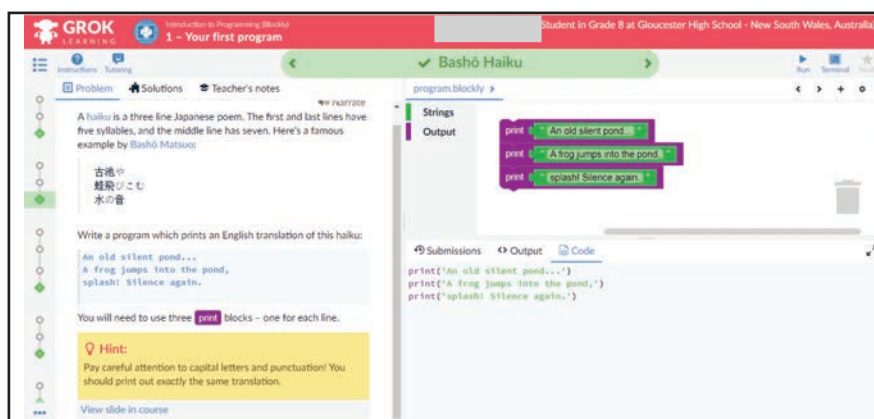 GROK
LEARNING
Introduction to Programming (Blockly)
1 – Your first program
Student in Grade 8 at Gloucester High School - New South Wales, Australia
Instructions Tutoring
Bashō Haiku
Run Terminal
Problem Solutions Teacher's notes
program.blockly
Narrate
A haiku is a three line Japanese poem. The first and last lines have
five syllables, and the middle line has seven. Here's a famous
example by Bashō Matsuo:
古池や
蛙飛びこむ
水の音
Write a program which prints an English translation of this haiku:
An old silent pond...
A frog jumps into the pond,
splash! Silence again.
You will need to use three print blocks – one for each line.
Hint:
Pay careful attention to capital letters and punctuation! You
should print out exactly the same translation.
View slide in course
Strings
Output
print " An old silent pond... "
print " A frog jumps into the pond, "
print " splash! Silence again. "
Submissions Output Code
print('An old silent pond...')
print('A frog jumps into the pond,')
print('splash! Silence again.')